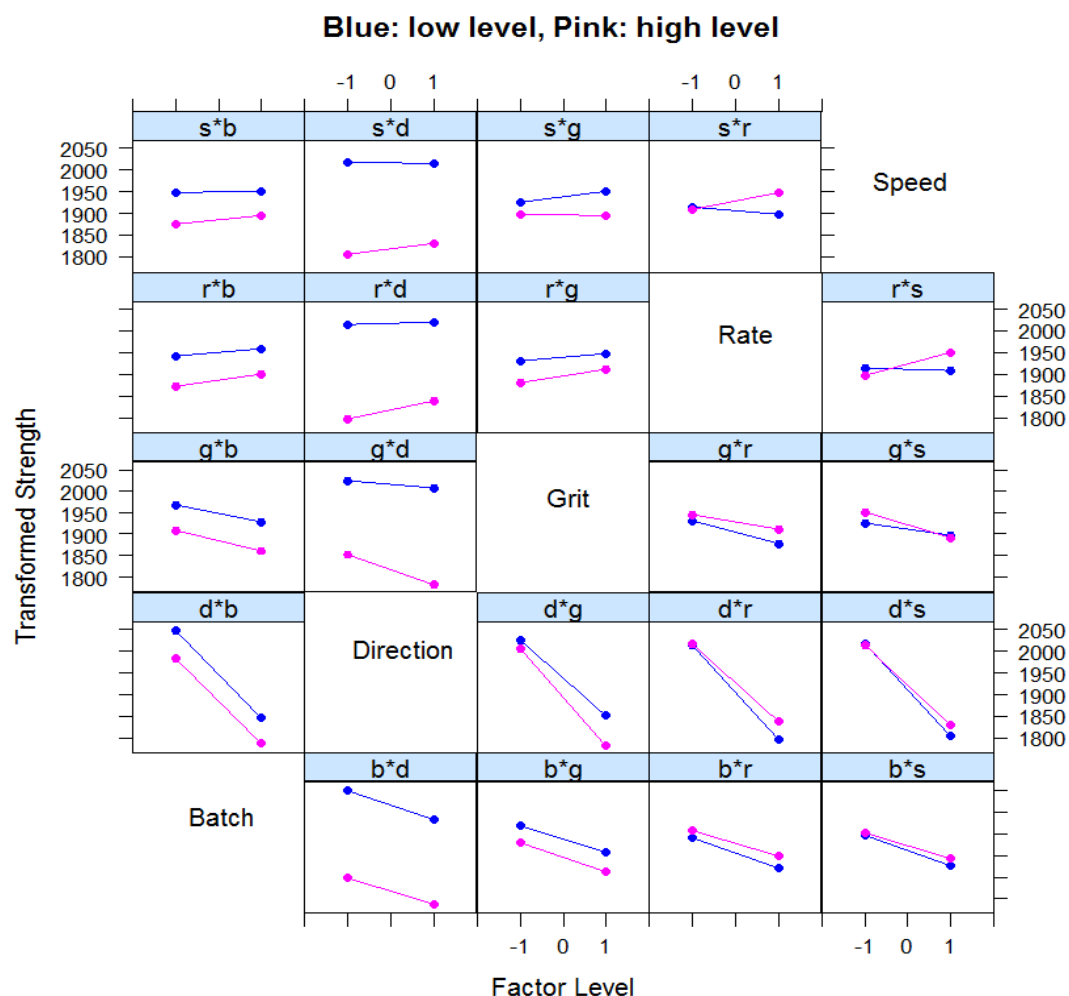 Blue: low level, Pink: high level
-1 0 1 -1 0 1
s*b s*d s*g s*r
2050
2000
1950
1900
1850
1800
Speed
r*b r*d r*g r*s
Rate
2050
2000
1950
1900
1850
1800
g*b g*d g*r g*s
2050
2000
1950
1900
1850
1800
Grit
Transformed Strength
d*b d*g d*r d*s
Direction
2050
2000
1950
1900
1850
1800
b*d b*g b*r b*s
Batch
-1 0 1 -1 0 1
Factor Level